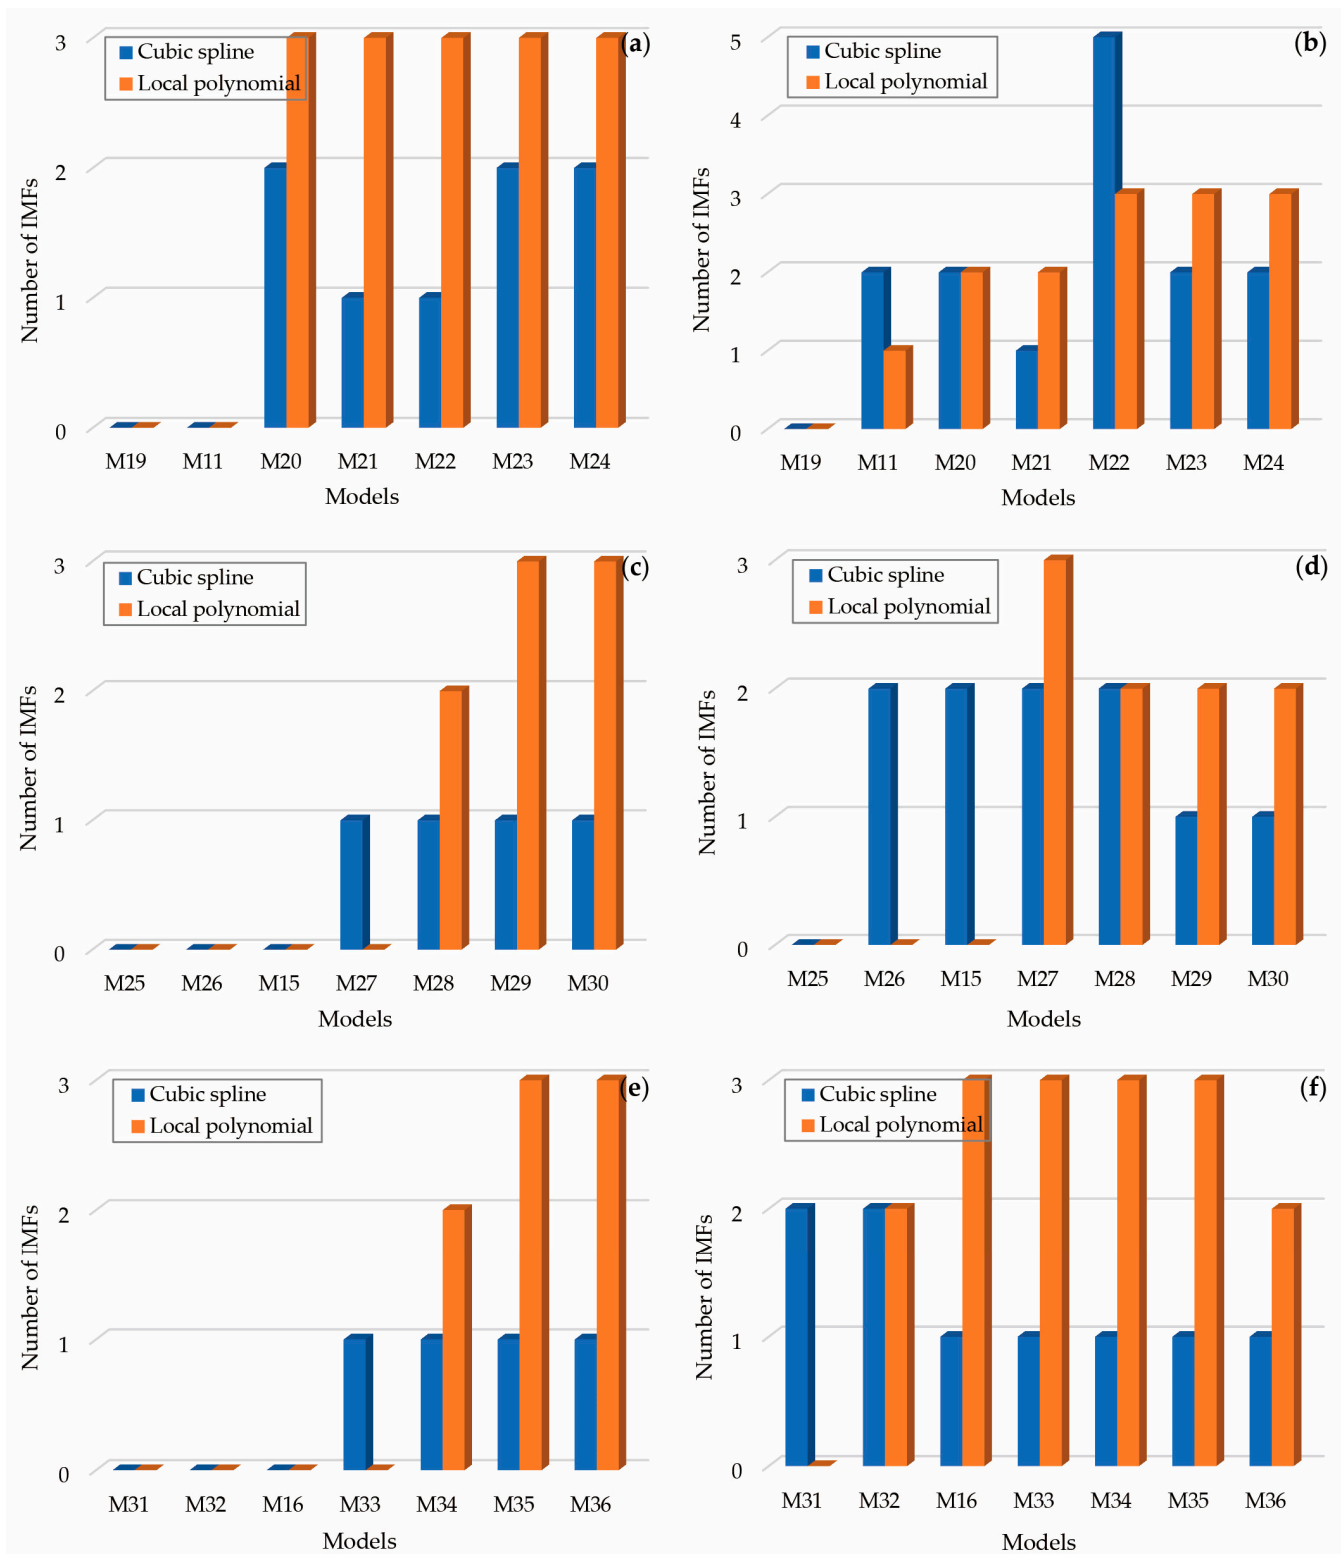 (a)
Cubic spline
Local polynomial
Number of IMFs
3
2
1
0
M19 M11 M20 M21 M22 M23 M24
Models
(b)
Cubic spline
Local polynomial
Number of IMFs
5
4
3
2
1
0
M19 M11 M20 M21 M22 M23 M24
Models
(c)
Cubic spline
Local polynomial
Number of IMFs
3
2
1
0
M25 M26 M15 M27 M28 M29 M30
Models
(d)
Cubic spline
Local polynomial
Number of IMFs
3
2
1
0
M25 M26 M15 M27 M28 M29 M30
Models
(e)
Cubic spline
Local polynomial
Number of IMFs
3
2
1
0
M31 M32 M16 M33 M34 M35 M36
Models
(f)
Cubic spline
Local polynomial
Number of IMFs
3
2
1
0
M31 M32 M16 M33 M34 M35 M36
Models